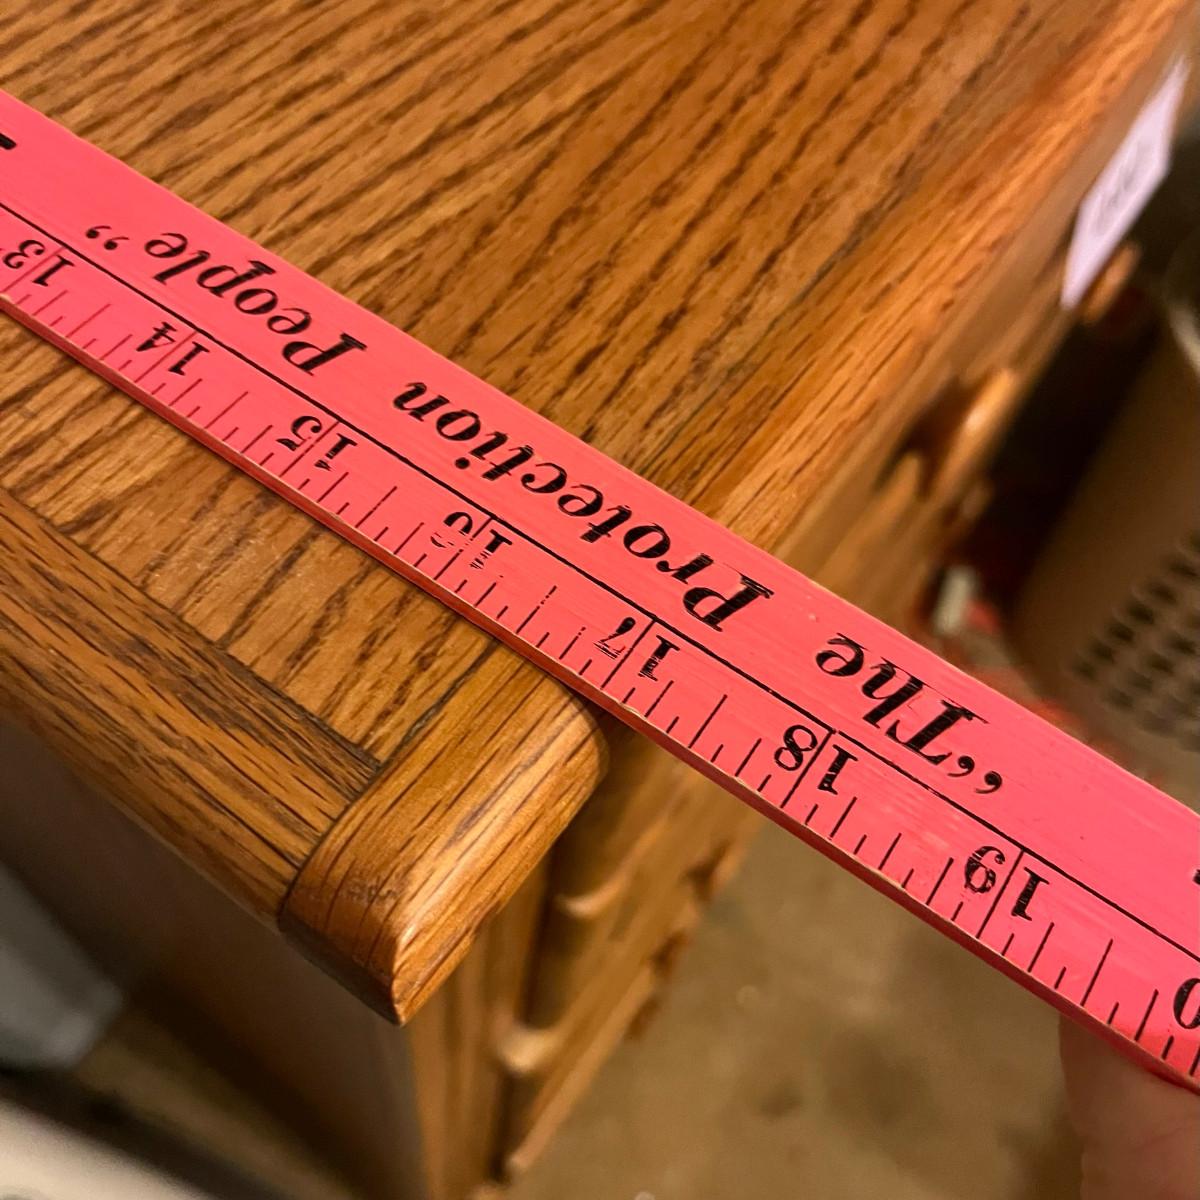 “The Protection People”
19 18 17 16 15 14 13